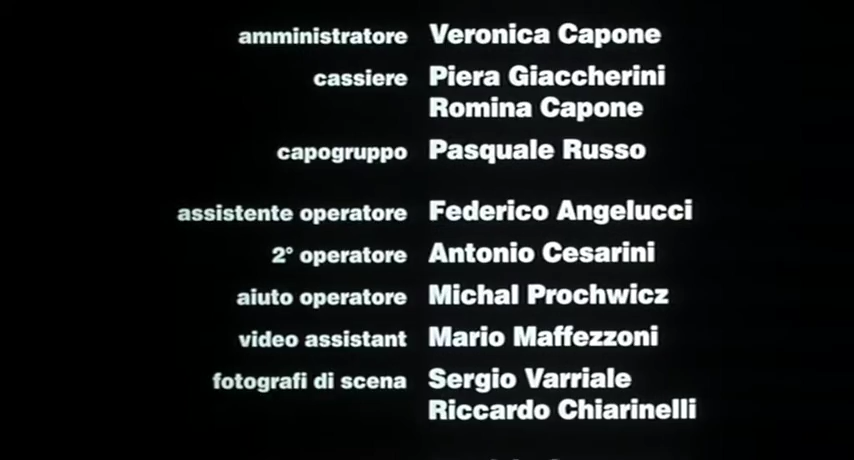 amministratore Veronica Capone
cassiere Piera Giaccherini
Romina Capone
capogruppo Pasquale Russo
assistente operatore Federico Angelucci
2° operatore Antonio Cesarini
aiuto operatore Michal Prochwicz
video assistant Mario Maffezzoni
fotografi di scena Sergio Varriale
Riccardo Chiarinelli